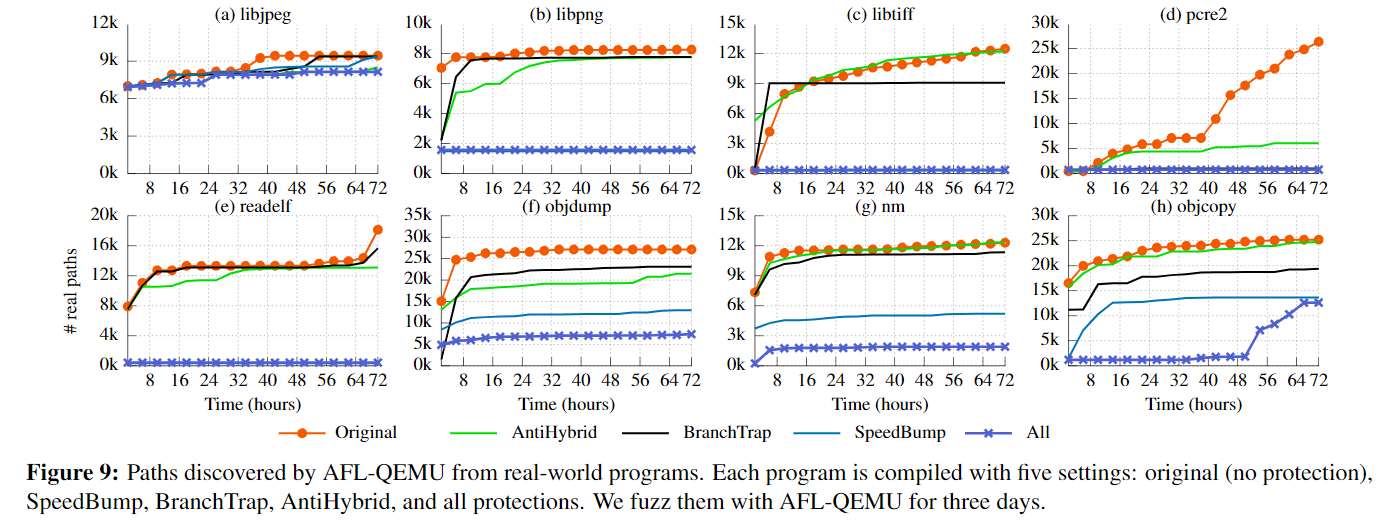 (a) libjpeg (b) libpng (c) libtiff (d) pcre2
12k 10k 15k 30k
9k 8k 12k 25k
6k 6k 9k 20k
3k 4k 6k 15k
0k 2k 3k 10k
0k 0k 5k
0k
8 16 24 32 40 48 56 64 72 8 16 24 32 40 48 56 64 72 8 16 24 32 40 48 56 64 72 8 16 24 32 40 48 56 64 72
(e) readelf (f) objdump (g) nm (h) objcopy
20k 35k 15k 30k
16k 30k 12k 25k
12k 25k 9k 20k
8k 20k 6k 15k
4k 15k 3k 10k
0k 10k 0k 5k
5k 0k
0k
# real paths
8 16 24 32 40 48 56 64 72 8 16 24 32 40 48 56 64 72 8 16 24 32 40 48 56 64 72 8 16 24 32 40 48 56 64 72
Time (hours) Time (hours) Time (hours) Time (hours)
Original AntiHybrid BranchTrap SpeedBump All
Figure 9: Paths discovered by AFL-QEMU from real-world programs. Each program is compiled with five settings: original (no protection),
SpeedBump, BranchTrap, AntiHybrid, and all protections. We fuzz them with AFL-QEMU for three days.